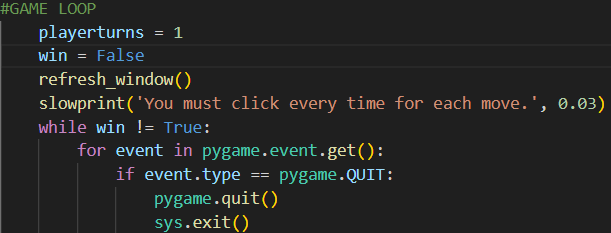 #GAME LOOP
    playerturns = 1
    win = False
    refresh_window()
    slowprint('You must click every time for each move.', 0.03)
    while win != True:
        for event in pygame.event.get():
            if event.type == pygame.QUIT:
                pygame.quit()
                sys.exit()